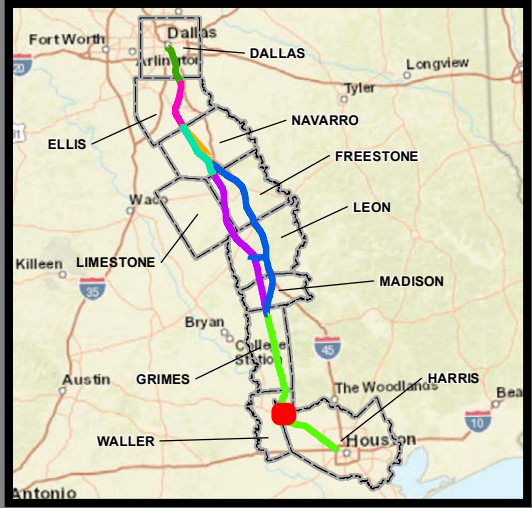 Fort Worth
Dallas
DALLAS
Arlington
20
Longview
Tyler
NAVARRO
ELLIS
FREESTONE
Waco
LEON
LIMESTONE
Killeen
MADISON
35
Bryan
College
Station
45
GRIMES
Austin
The Woodlands
HARRIS
10
Bea
WALLER
Houston
Antonio